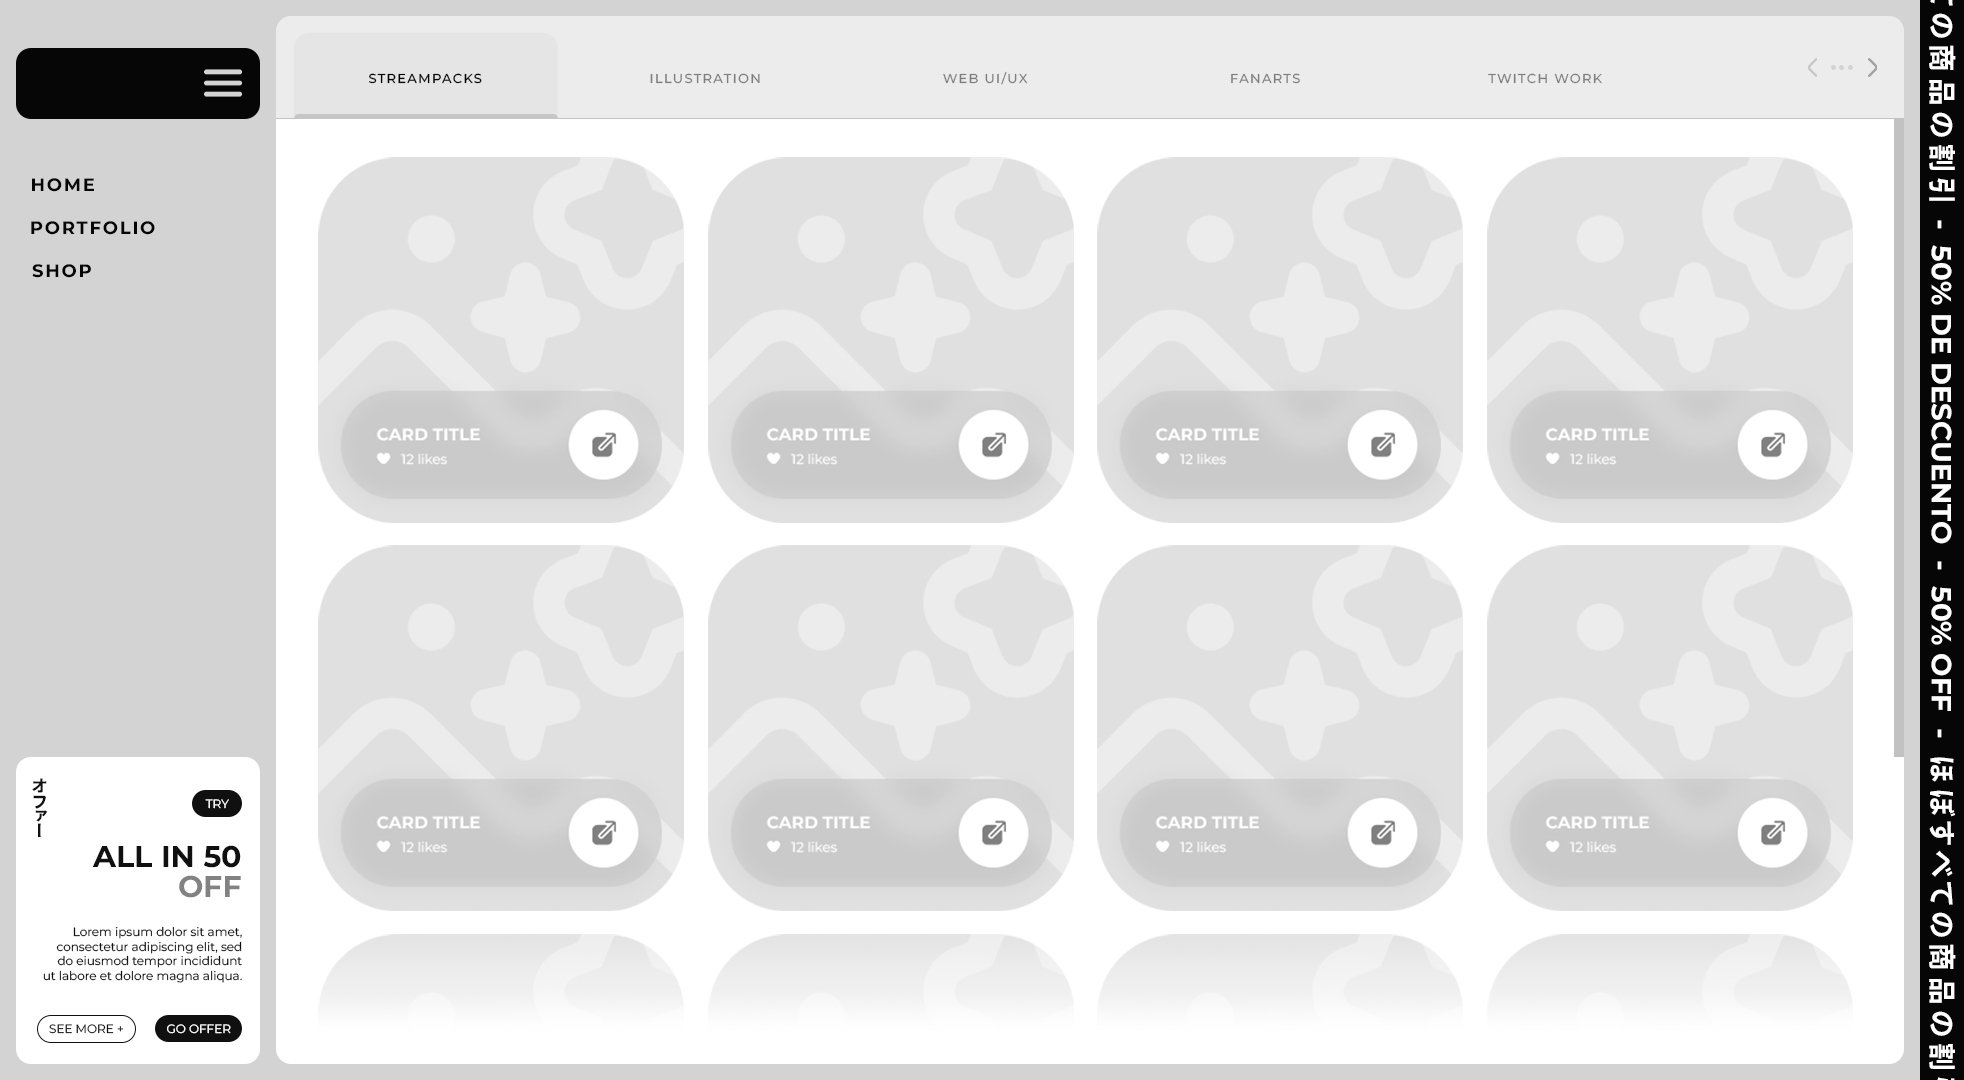 STREAMPACKS
ILLUSTRATION
WEB UI/UX
FANARTS
TWITCH WORK
HOME
PORTFOLIO
SHOP
CARD TITLE
12 likes
CARD TITLE
12 likes
CARD TITLE
12 likes
CARD TITLE
12 likes
CARD TITLE
12 likes
CARD TITLE
12 likes
CARD TITLE
12 likes
CARD TITLE
12 likes
オファー
TRY
ALL IN 50
OFF
Lorem ipsum dolor sit amet,
consectetur adipiscing elit, sed
do eiusmod tempor incididunt
ut labore et dolore magna aliqua.
SEE MORE +
GO OFFER
ての商品の割引 - 50% DE DESCUENTO - 50% OFF - ほぼすべての商品の割